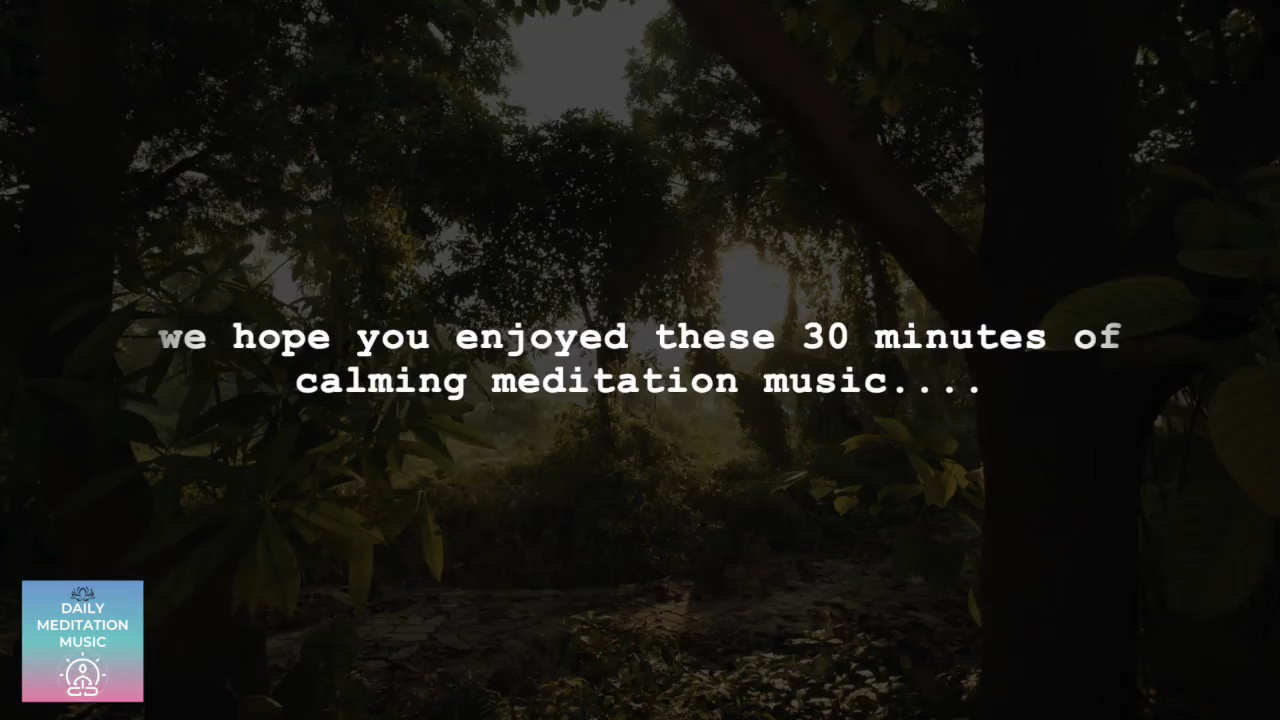 we hope you enjoyed these 30 minutes of
calming meditation music....
DAILY
MEDITATION
MUSIC